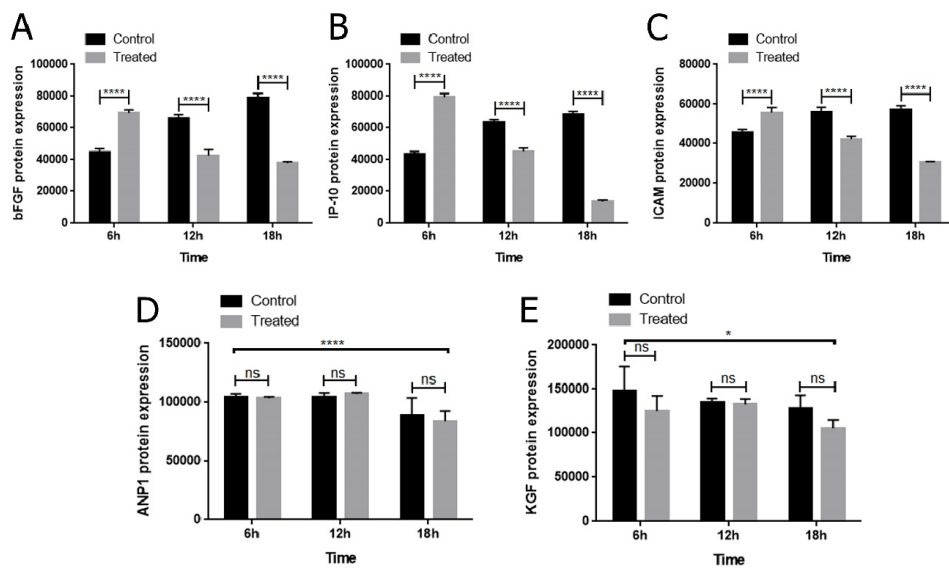 A
Control
Treated
bFGF protein expression
100000
80000
60000
40000
20000
0
****
****
****
6h
12h
18h
Time
B
Control
Treated
IP-10 protein expression
100000
80000
60000
40000
20000
0
****
****
****
6h
12h
18h
Time
C
Control
Treated
ICAM protein expression
80000
60000
40000
20000
0
****
****
****
6h
12h
18h
Time
D
Control
Treated
ANP1 protein expression
150000
100000
50000
0
****
ns
ns
ns
6h
12h
18h
Time
E
Control
Treated
KGF protein expression
200000
150000
100000
50000
0
*
ns
ns
ns
6h
12h
18h
Time